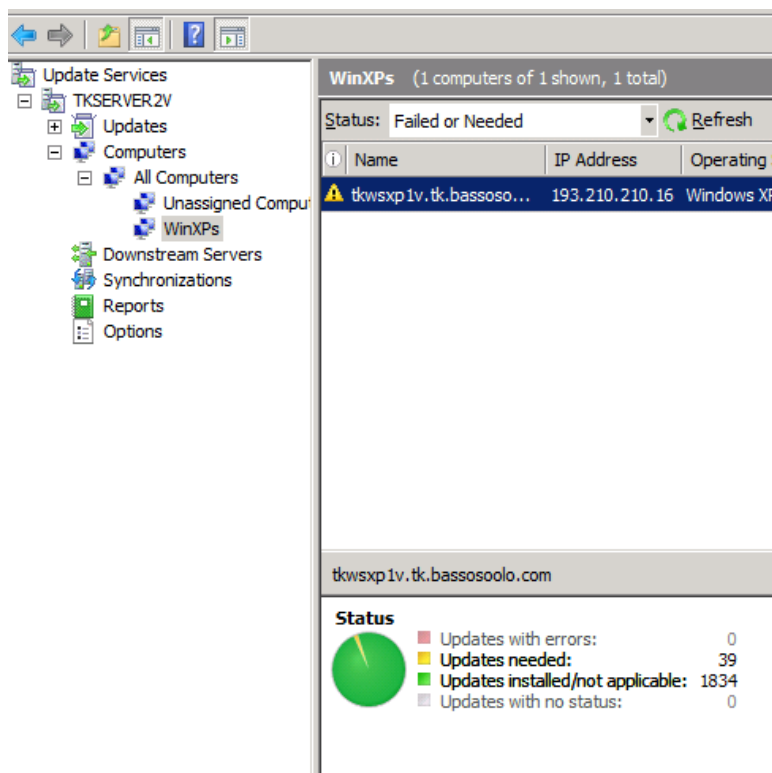 Update Services
TKSERVER2V
Updates
Computers
All Computers
Unassigned Compu
WinXPs
Downstream Servers
Synchronizations
Reports
Options
WinXPs (1 computers of 1 shown, 1 total)
Status: Failed or Needed Refresh
Name IP Address Operating
tkwsxp1v.tk.bassoso... 193.210.210.16 Windows XP
tkwsxp1v.tk.bassosoolo.com
Status
Updates with errors: 0
Updates needed: 39
Updates installed/not applicable: 1834
Updates with no status: 0